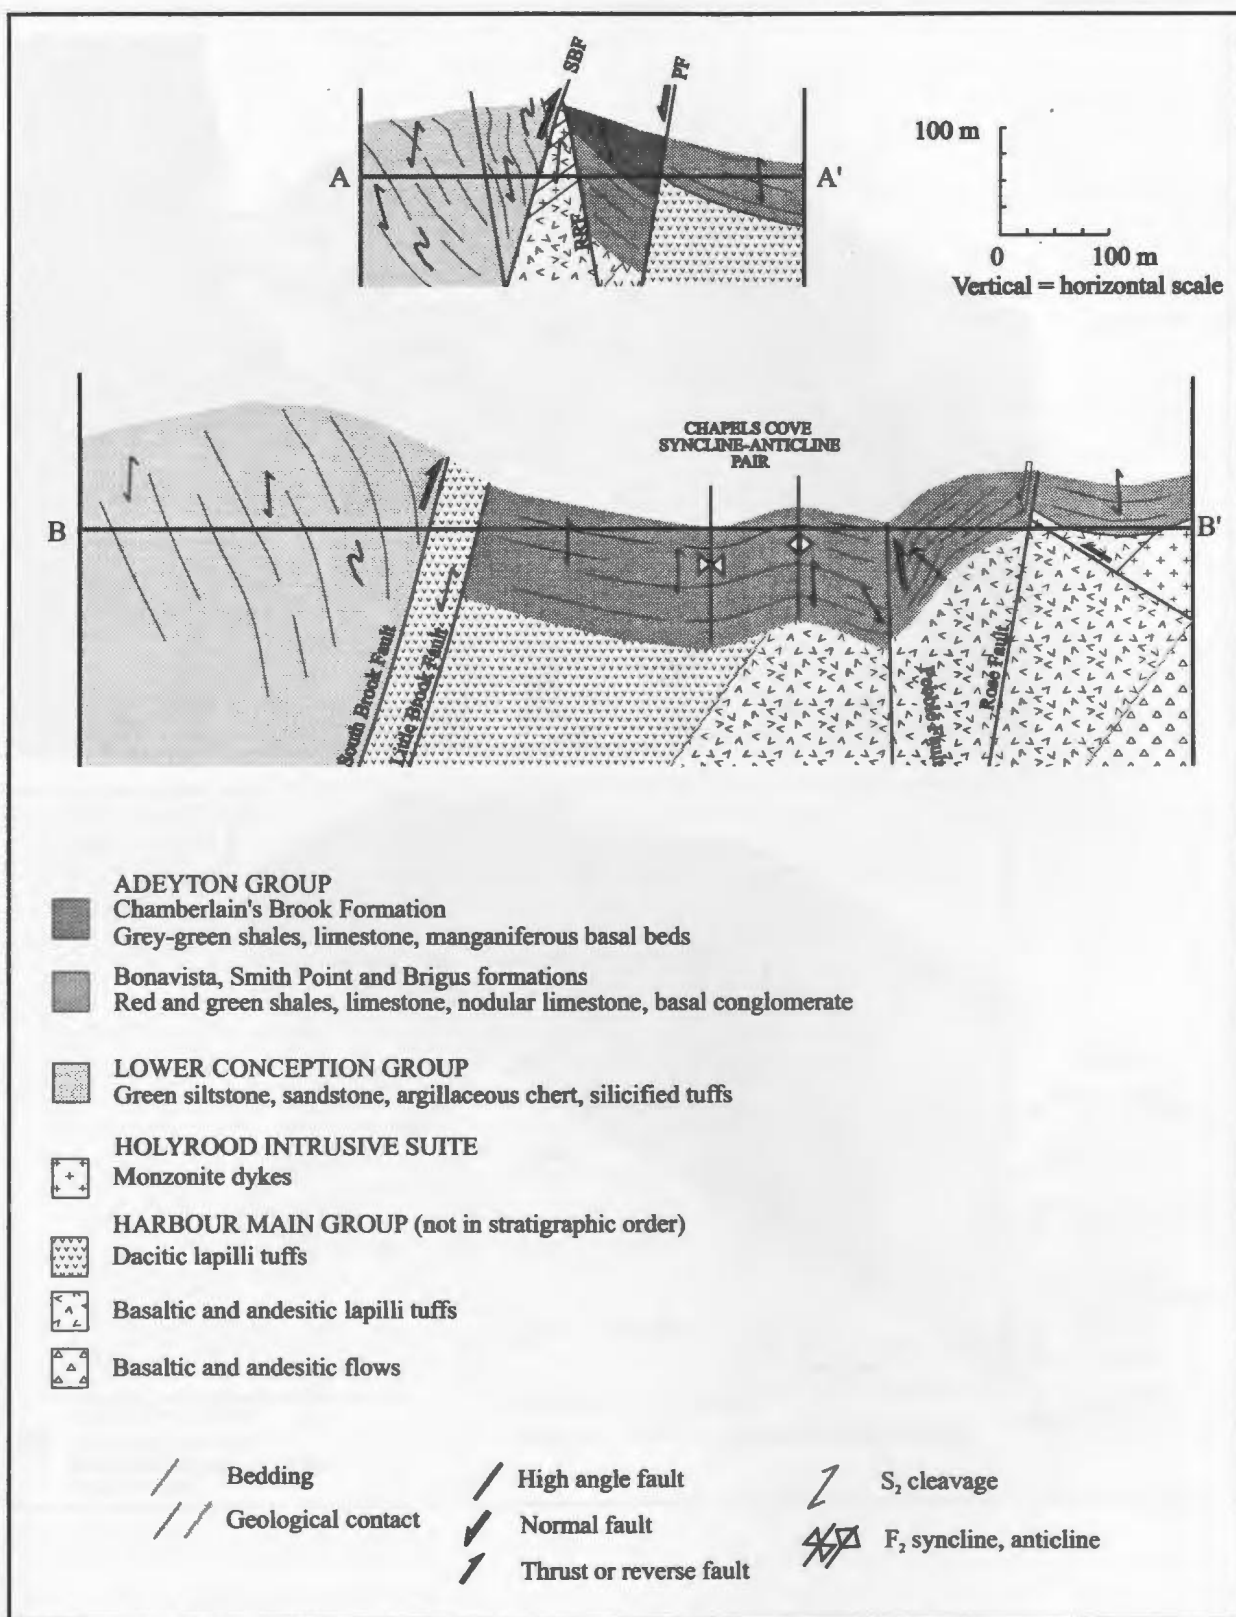 SBF
PF
100 m
A
A'
RRF
0
100 m
Vertical = horizontal scale
CHAPELS COVE
SYNCLINE-ANTICLINE
PAIR
B
B'
South Brook Fault
Little Brook Fault
Pebble Fault
Rose Fault
ADEYTON GROUP
Chamberlain's Brook Formation
Grey-green shales, limestone, manganiferous basal beds
Bonavista, Smith Point and Brigus formations
Red and green shales, limestone, nodular limestone, basal conglomerate
LOWER CONCEPTION GROUP
Green siltstone, sandstone, argillaceous chert, silicified tuffs
HOLYROOD INTRUSIVE SUITE
Monzonite dykes
HARBOUR MAIN GROUP (not in stratigraphic order)
Dacitic lapilli tuffs
Basaltic and andesitic lapilli tuffs
Basaltic and andesitic flows
Bedding
High angle fault
S₂ cleavage
Geological contact
Normal fault
F₂ syncline, anticline
Thrust or reverse fault